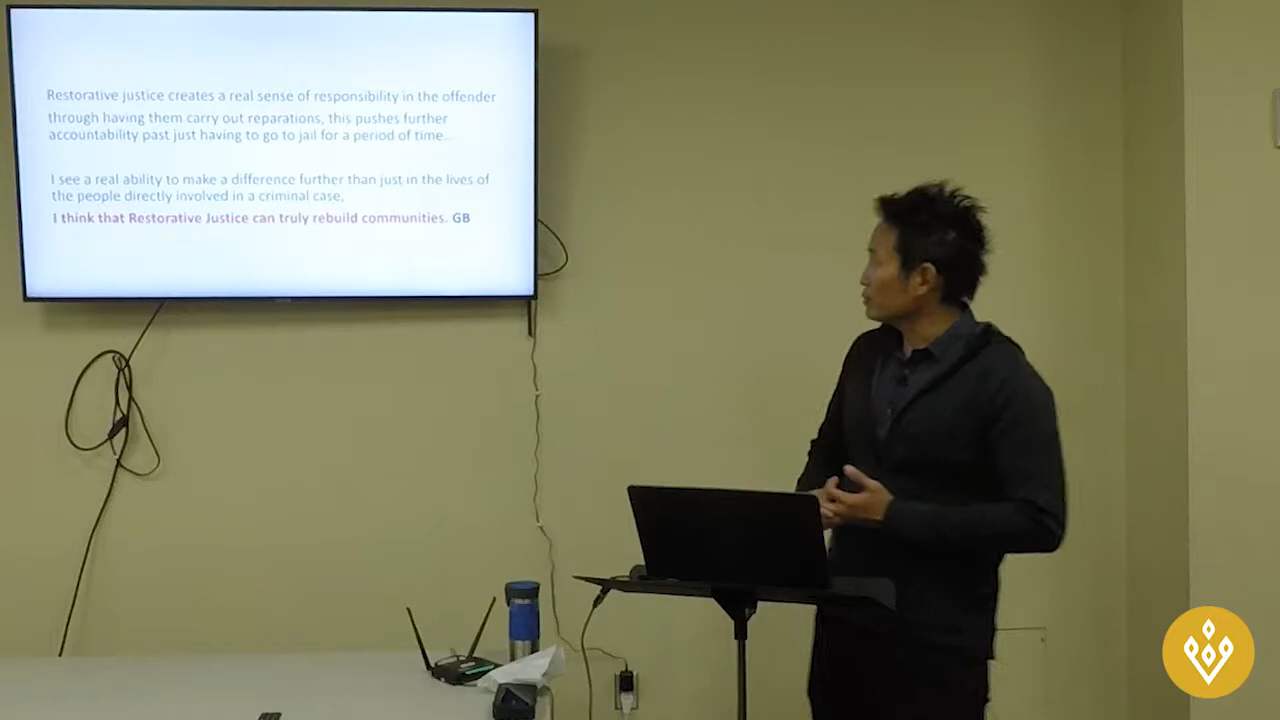 Restorative justice creates a real sense of responsibility in the offender
through having them carry out reparations, this pushes further
accountability past just having to go to jail for a period of time...
I see a real ability to make a difference further than just in the lives of
the people directly involved in a criminal case,
I think that Restorative Justice can truly rebuild communities. GB